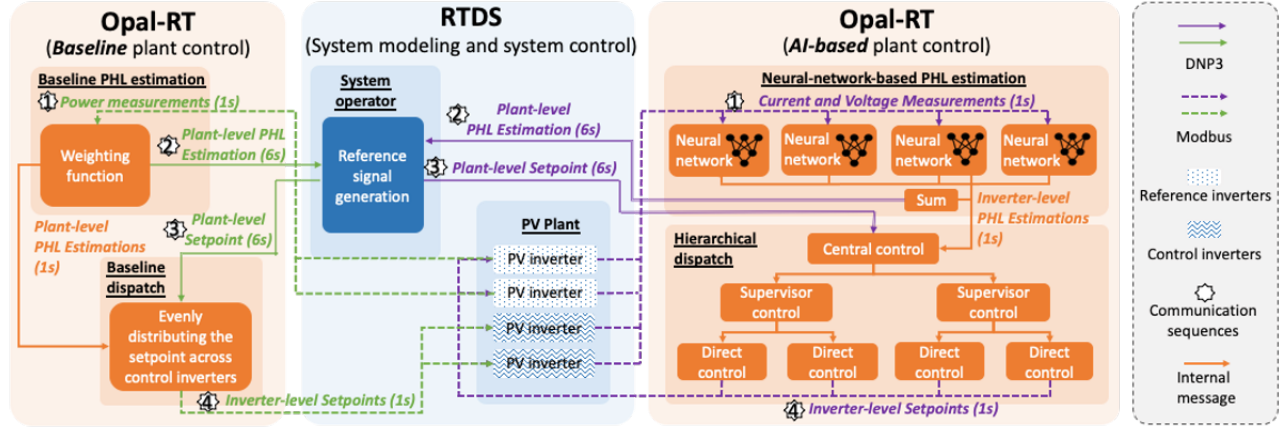 Opal-RT
(Baseline plant control)
Baseline PHL estimation
1
Power measurements (1s)
Weighting
function
2
Plant-level PHL
Estimation (6s)
Plant-level
PHL Estimations
(1s)
3
Plant-level
Setpoint (6s)
Baseline
dispatch
Evenly
distributing the
setpoint across
control inverters
4
Inverter-level Setpoints (1s)
RTDS
(System modeling and system control)
System
operator
Reference
signal
generation
2
Plant-level
PHL Estimation (6s)
3
Plant-level Setpoint (6s)
PV Plant
PV inverter
PV inverter
PV inverter
PV inverter
Opal-RT
(AI-based plant control)
Neural-network-based PHL estimation
1
Current and Voltage Measurements (1s)
Neural
network
Neural
network
Neural
network
Neural
network
Sum
Inverter-level
PHL Estimations
(1s)
Hierarchical
dispatch
Central control
Supervisor
control
Supervisor
control
Direct
control
Direct
control
Direct
control
Direct
control
4
Inverter-level Setpoints (1s)
DNP3
Modbus
Reference inverters
Control inverters
Communication
sequences
Internal
message